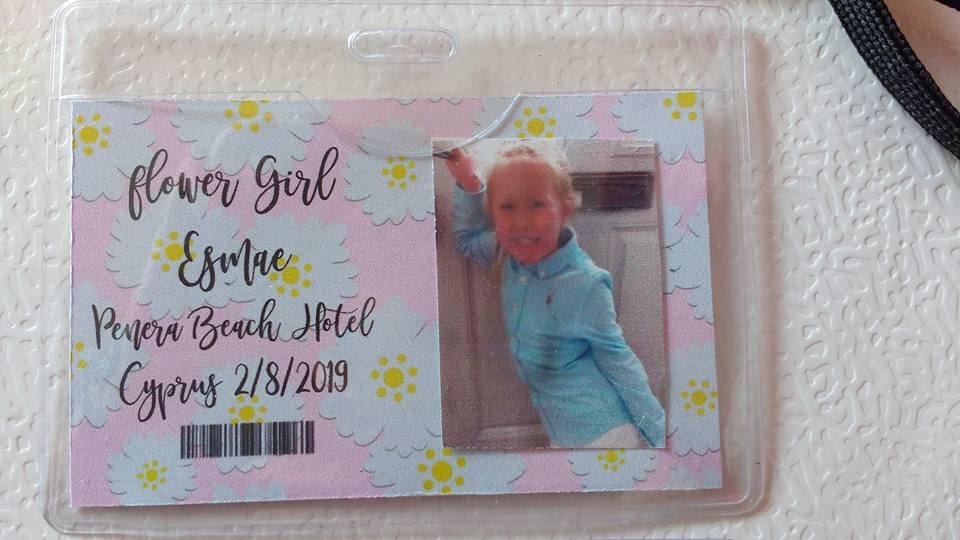 flower Girl
Esmae
Penera Beach Hotel
Cyprus 2/8/2019